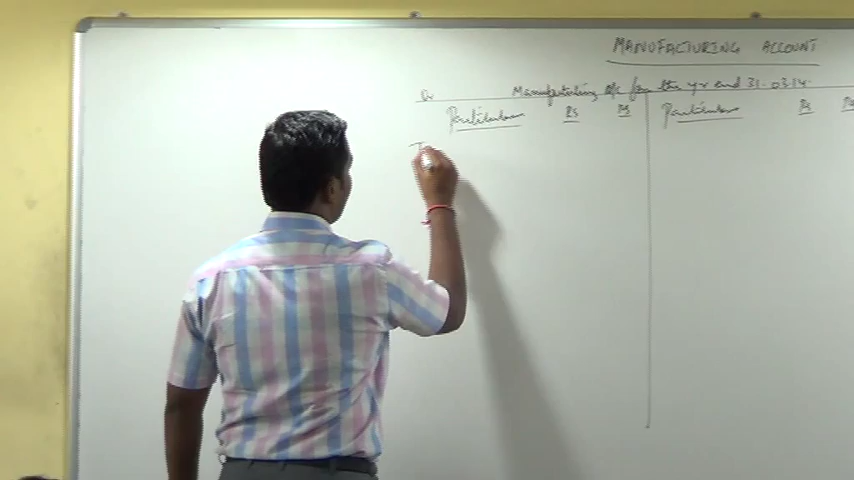 MANUFACTURING ACCOUNT
Dr Manufacturing A/c for the yr end 31-03-14
Particulars Rs Rs Particulars Rs Rs
T